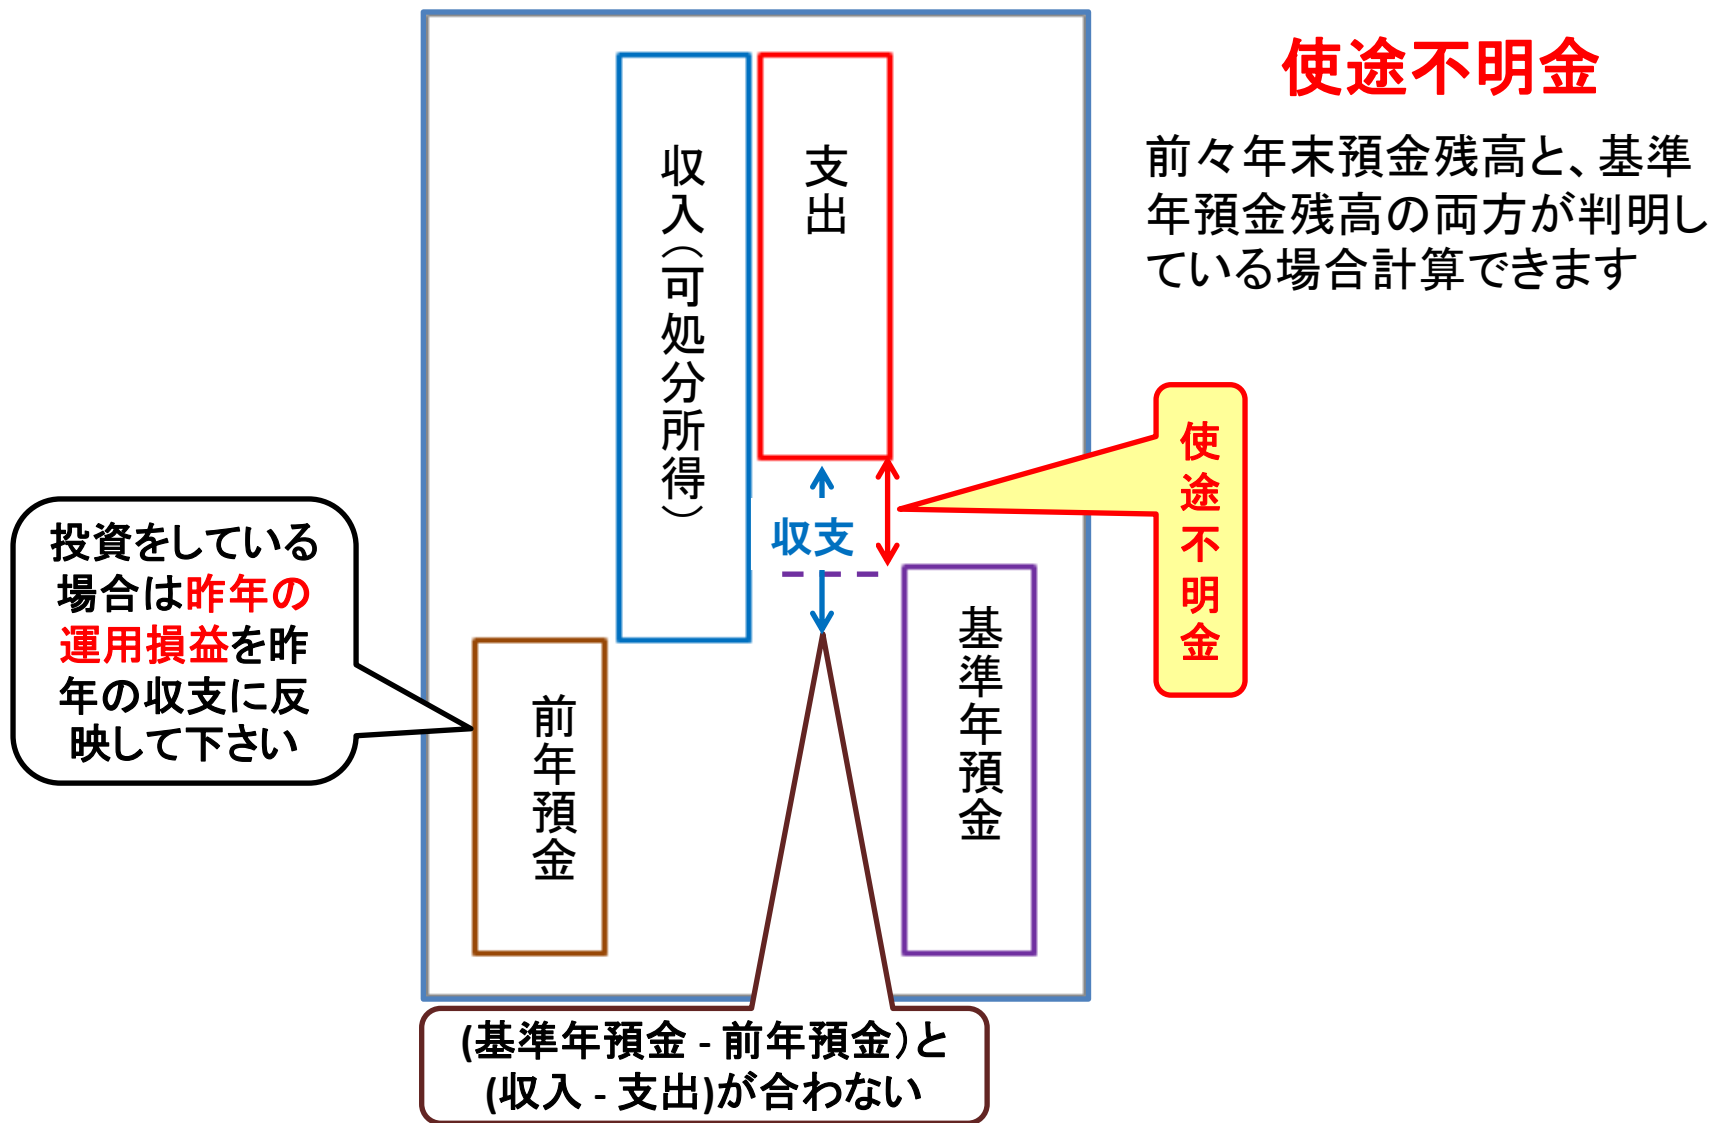 使途不明金
前々年末預金残高と、基準
年預金残高の両方が判明し
ている場合計算できます
収入（可処分所得）
支出
収支
使途不明金
投資をしている
場合は昨年の
運用損益を昨
年の収支に反
映して下さい
前年預金
基準年預金
(基準年預金 - 前年預金）と
(収入 - 支出)が合わない